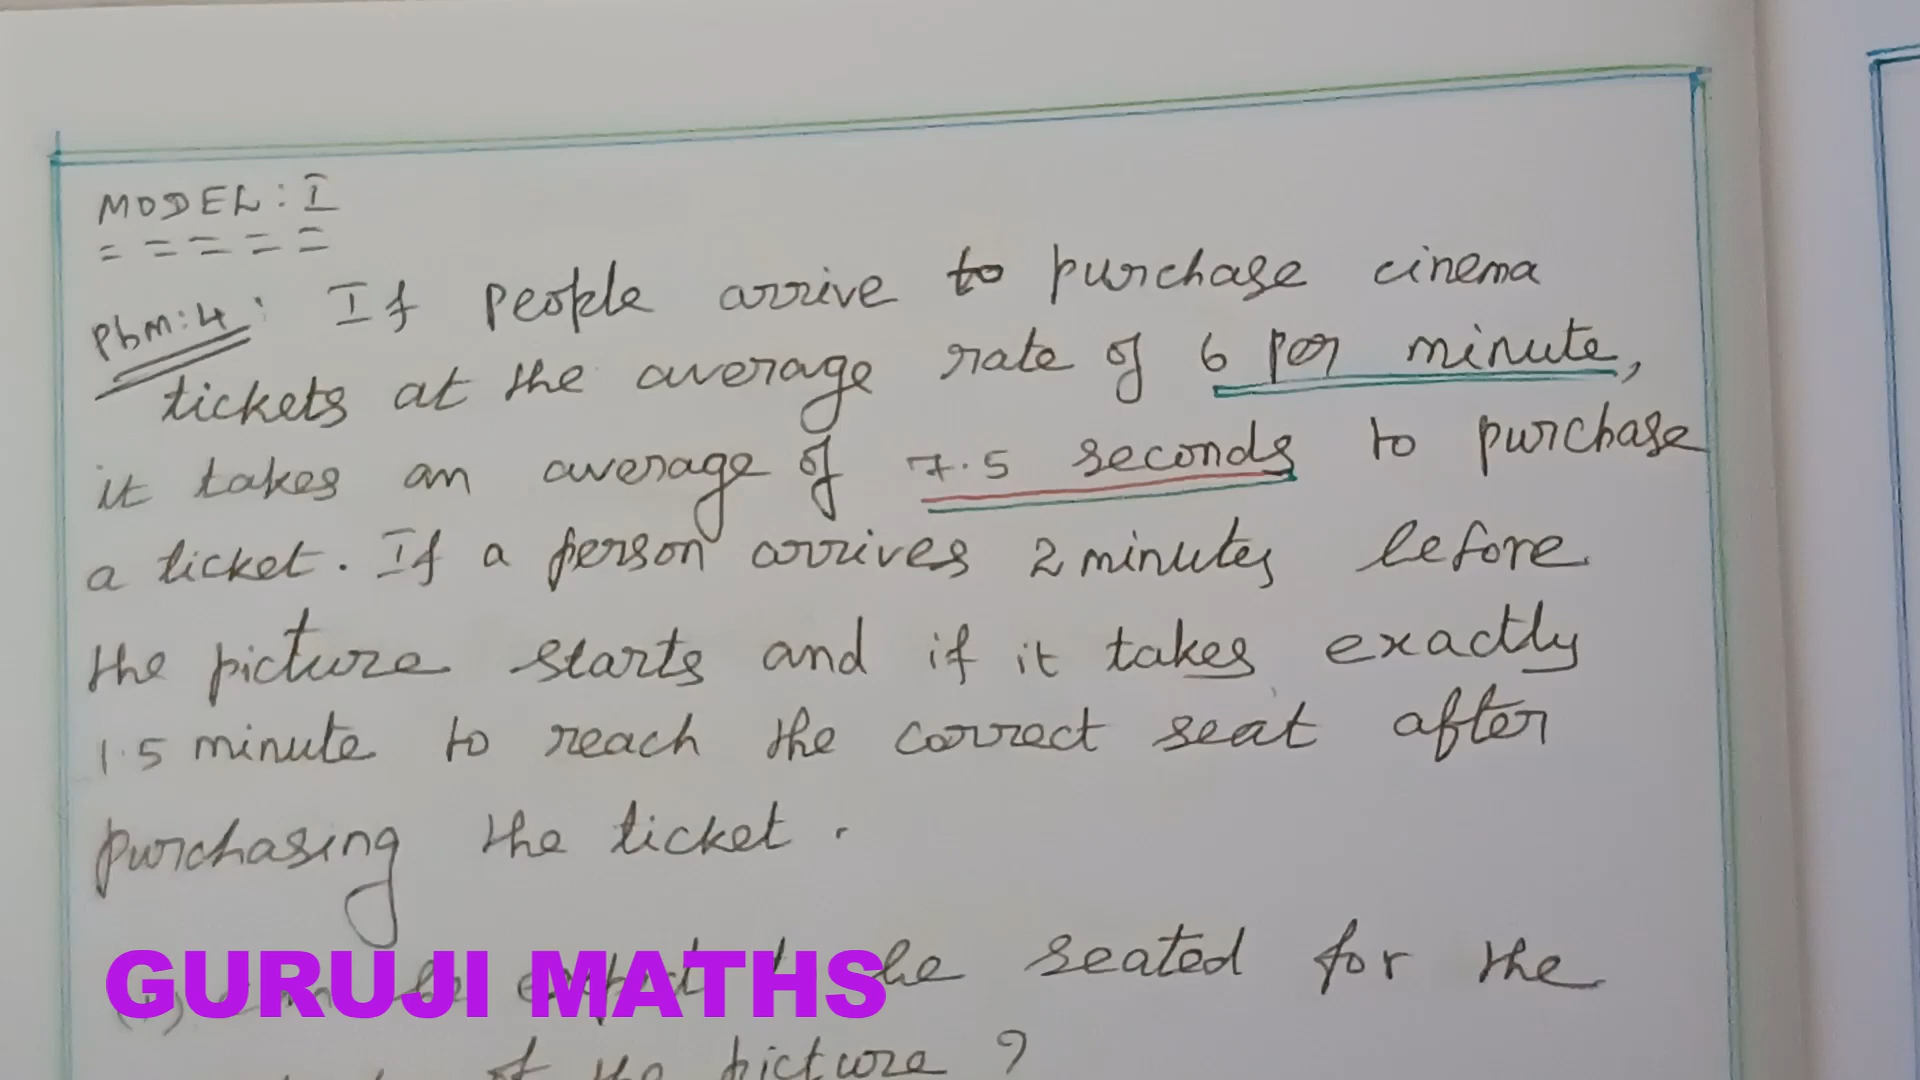 MODEL: I
Pbm:4: If people arrive to purchase cinema
tickets at the average rate of 6 per minute,
it takes an average of 7.5 seconds to purchase
a ticket. If a person arrives 2 minutes before
the picture starts and if it takes exactly
1.5 minute to reach the correct seat after
purchasing the ticket.
seated for the
GURUJI MATHS
of the picture?